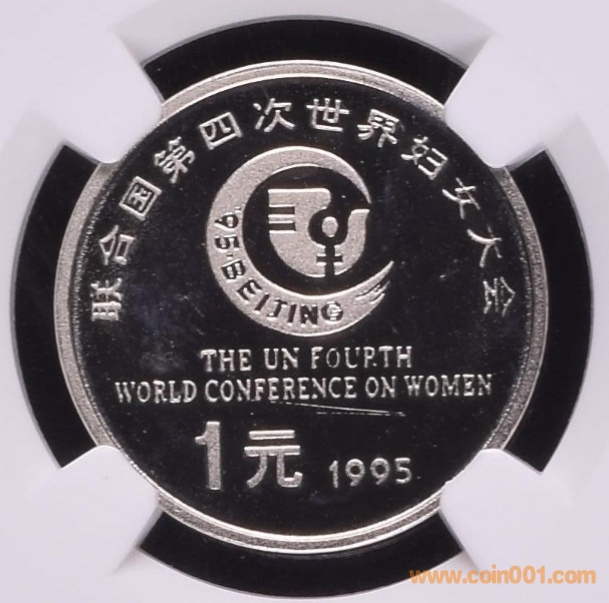 联合国第四次世界妇女大会
'95·BEIJING
THE UN FOURTH
WORLD CONFERENCE ON WOMEN
1元 1995
www.coin001.com